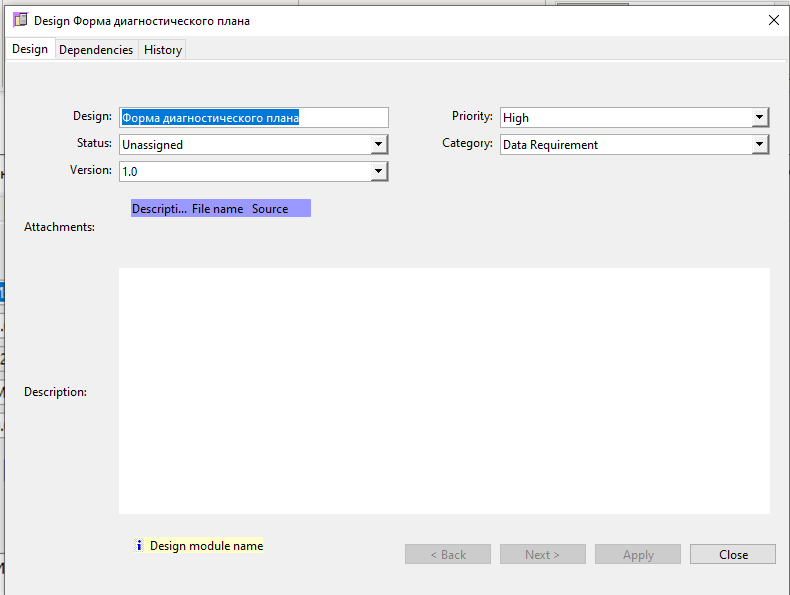 Design Форма диагностического плана
Design Dependencies History
Design: Форма диагностического плана Priority: High
Status: Unassigned Category: Data Requirement
Version: 1.0
Descripti... File name Source
Attachments:
Description:
i Design module name
< Back Next > Apply Close